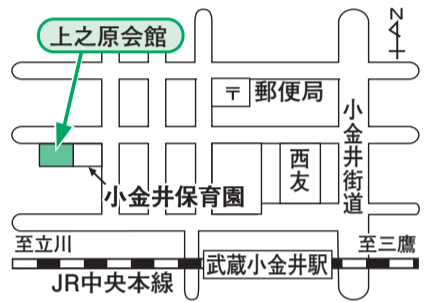 上之原会館
N
〒 郵便局
小金井街道
西友
小金井保育園
至立川
至三鷹
武蔵小金井駅
JR中央本線